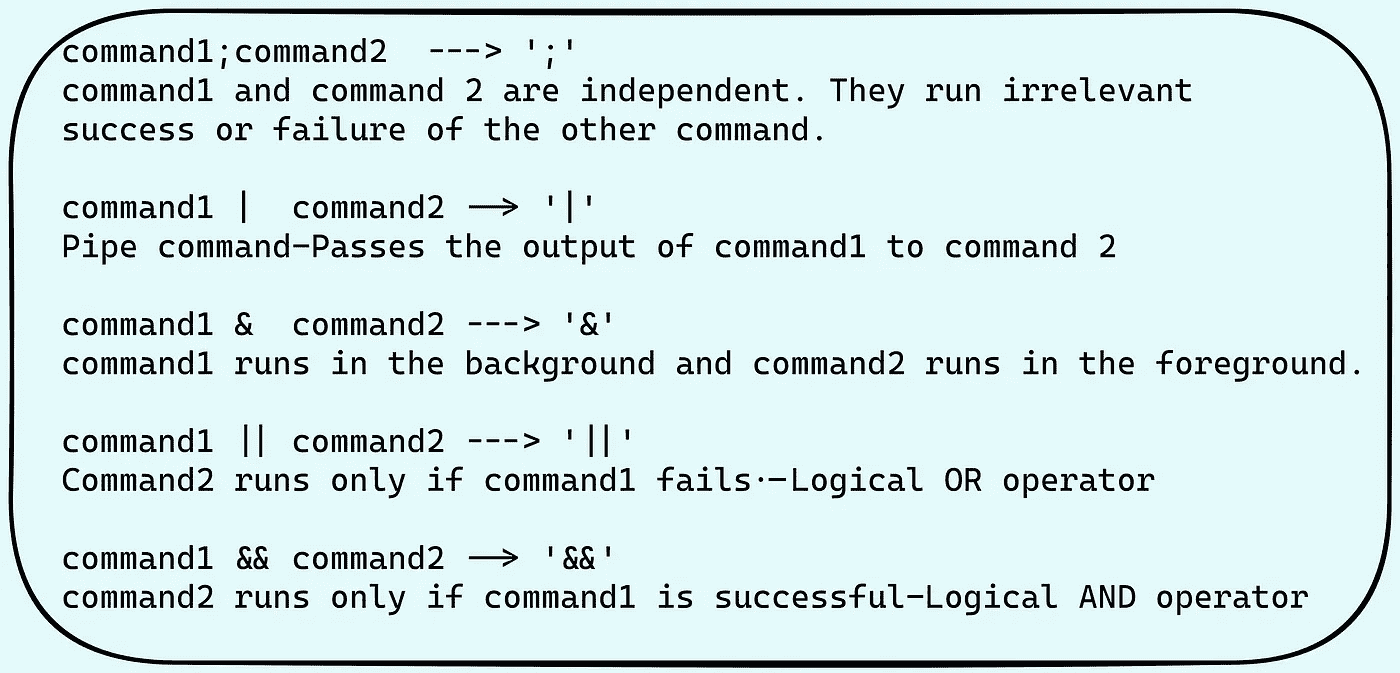 command1;command2  ---> ';'
command1 and command 2 are independent. They run irrelevant
success or failure of the other command.
command1 |  command2 —> '|'
Pipe command–Passes the output of command1 to command 2
command1 &  command2 ---> '&'
command1 runs in the background and command2 runs in the foreground.
command1 || command2 ---> '||'
Command2 runs only if command1 fails·–Logical OR operator
command1 && command2 —> '&&'
command2 runs only if command1 is successful–Logical AND operator